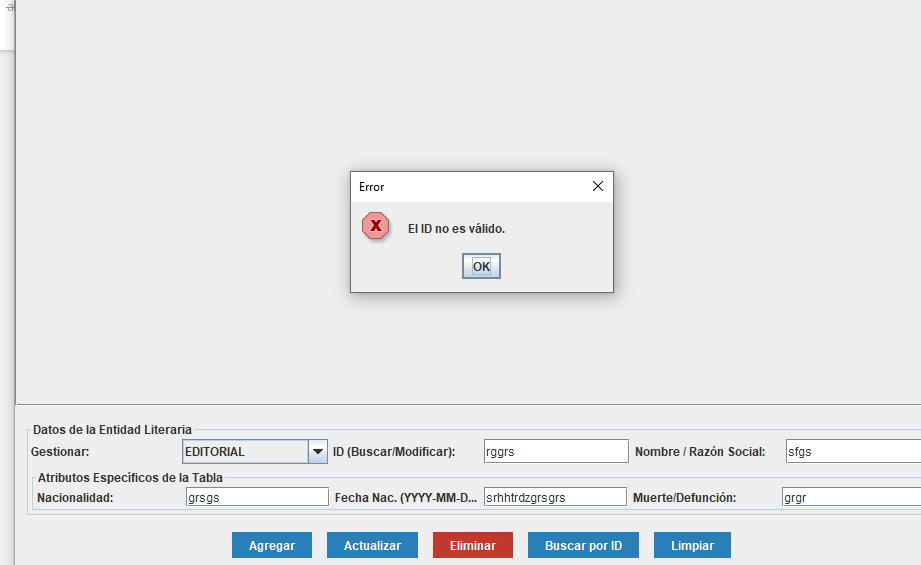 Error
El ID no es válido.
OK
Datos de la Entidad Literaria
Gestionar: EDITORIAL ID (Buscar/Modificar): rggrs Nombre / Razón Social: sfgs
Atributos Específicos de la Tabla
Nacionalidad: grsgs Fecha Nac. (YYYY-MM-D... srhhtrdzgrsgrs Muerte/Defunción: grgr
Agregar Actualizar Eliminar Buscar por ID Limpiar